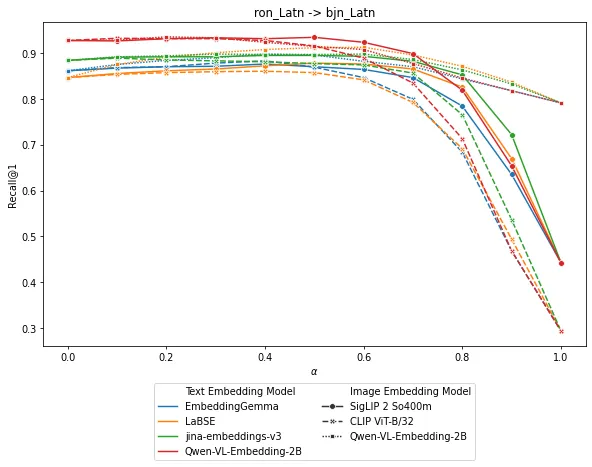 ron_Latn -> bjn_Latn
Recall@1
0.9
0.8
0.7
0.6
0.5
0.4
0.3
0.0 0.2 0.4 0.6 0.8 1.0
α
Text Embedding Model Image Embedding Model
EmbeddingGemma SigLIP 2 So400m
LaBSE CLIP ViT-B/32
jina-embeddings-v3 Qwen-VL-Embedding-2B
Qwen-VL-Embedding-2B